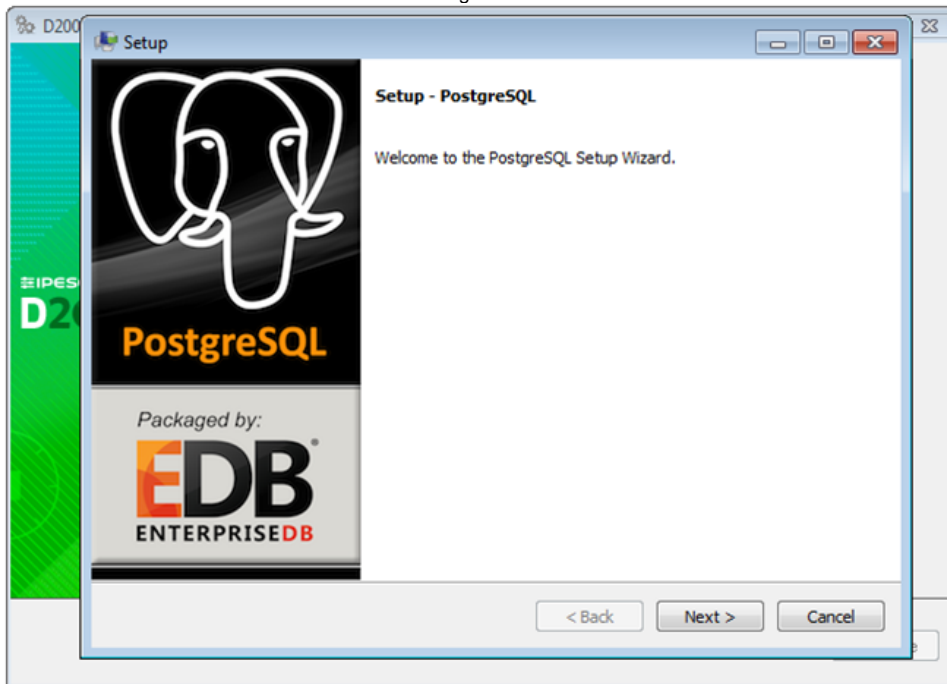 D200
Setup
Setup - PostgreSQL
Welcome to the PostgreSQL Setup Wizard.
PostgreSQL
Packaged by:
EDB
ENTERPRISEDB
< Back
Next >
Cancel